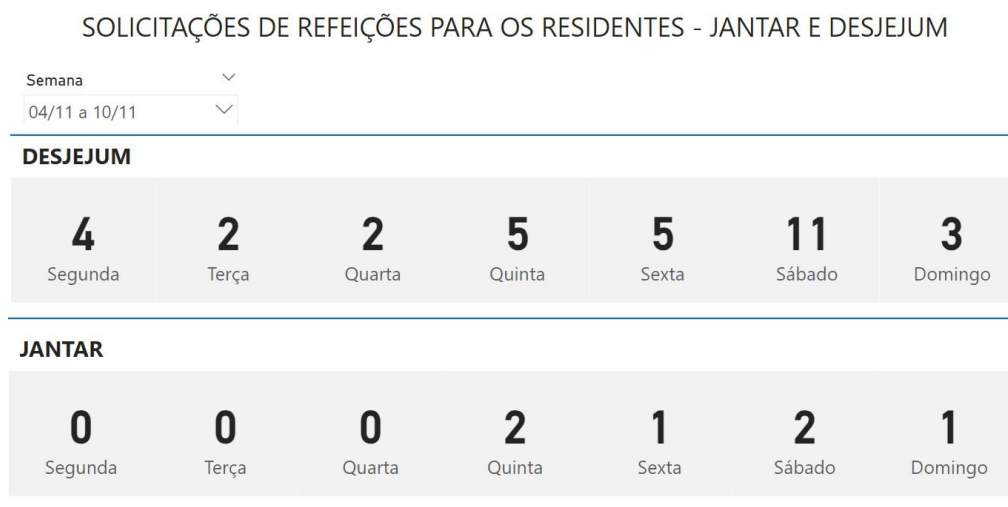 SOLICITAÇÕES DE REFEIÇÕES PARA OS RESIDENTES - JANTAR E DESJEJUM
Semana
04/11 a 10/11
DESJEJUM
4 2 2 5 5 11 3
Segunda Terça Quarta Quinta Sexta Sábado Domingo
JANTAR
0 0 0 2 1 2 1
Segunda Terça Quarta Quinta Sexta Sábado Domingo